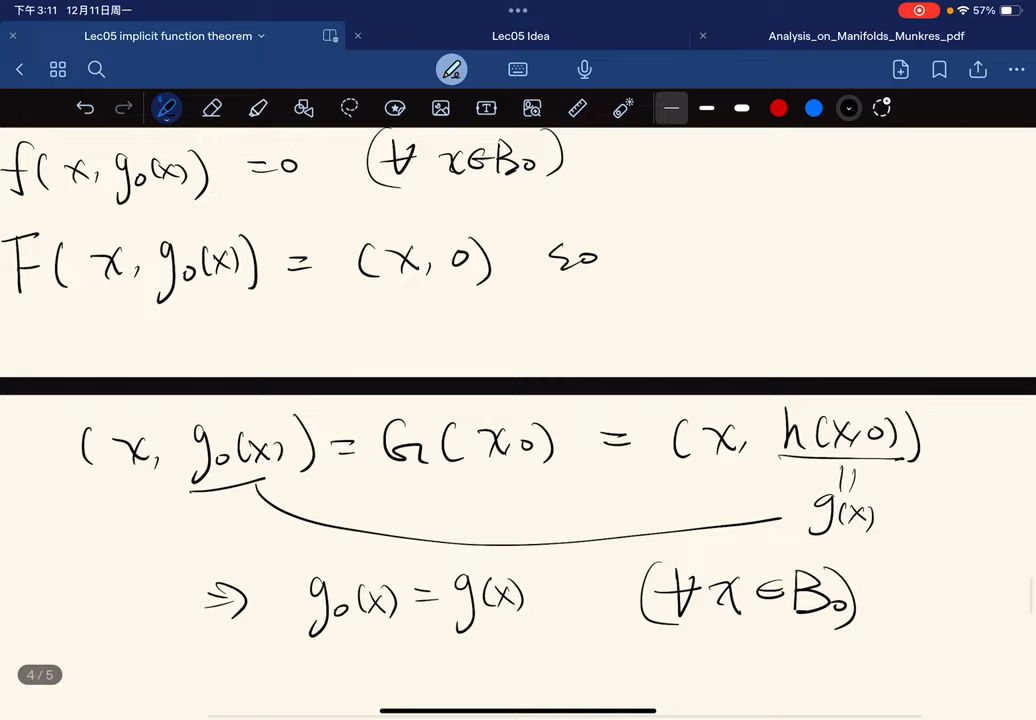 下午3:11 12月11日周一 57%
Lec05 implicit function theorem Lec05 Idea Analysis_on_Manifolds_Munkres_pdf
f(x, g₀(x)) = 0 (∀ x∈B₀)
F(x, g₀(x)) = (x, 0) so
(x, g₀(x)) = G(x,0) = (x, h(x,0))
g(x)
⇒ g₀(x) = g(x) (∀x∈B₀)
4/5